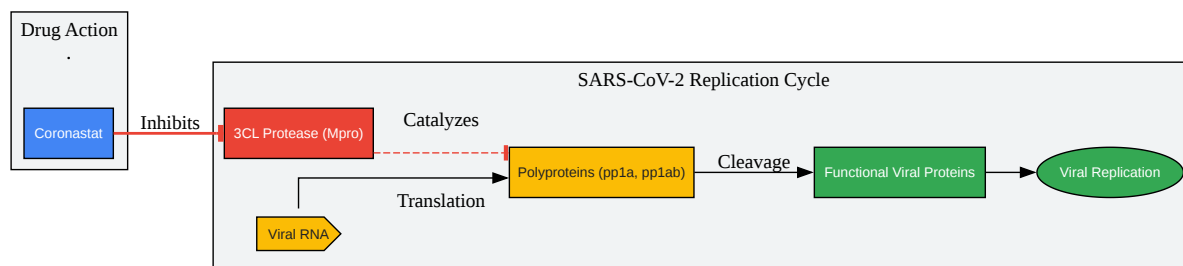 Drug Action
.
SARS-CoV-2 Replication Cycle
Coronastat
Inhibits
3CL Protease (Mpro)
Catalyzes
Polyproteins (pp1a, pp1ab)
Cleavage
Functional Viral Proteins
Viral Replication
Translation
Viral RNA